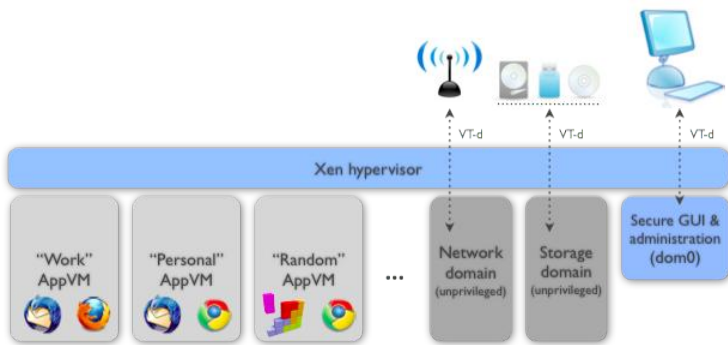 VT-d
VT-d
VT-d
Xen hypervisor
“Work”
AppVM
“Personal”
AppVM
“Random”
AppVM
...
Network
domain
(unprivileged)
Storage
domain
(unprivileged)
Secure GUI &
administration
(dom0)